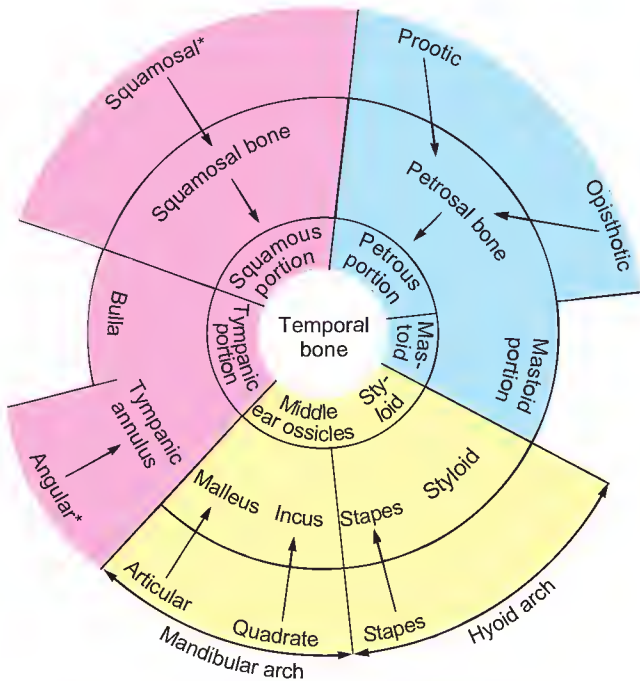 Squamosal*
Prootic
Squamosal bone
Petrosal bone
Opisthotic
Squamous
portion
Petrous
portion
Bulla
Tympanic
portion
Temporal
bone
Mas-
toid
Mastoid
portion
Tympanic
annulus
Angular*
Middle
ear ossicles
Sty-
loid
Malleus
Incus
Stapes
Styloid
Articular
Quadrate
Stapes
Mandibular arch
Hyoid arch